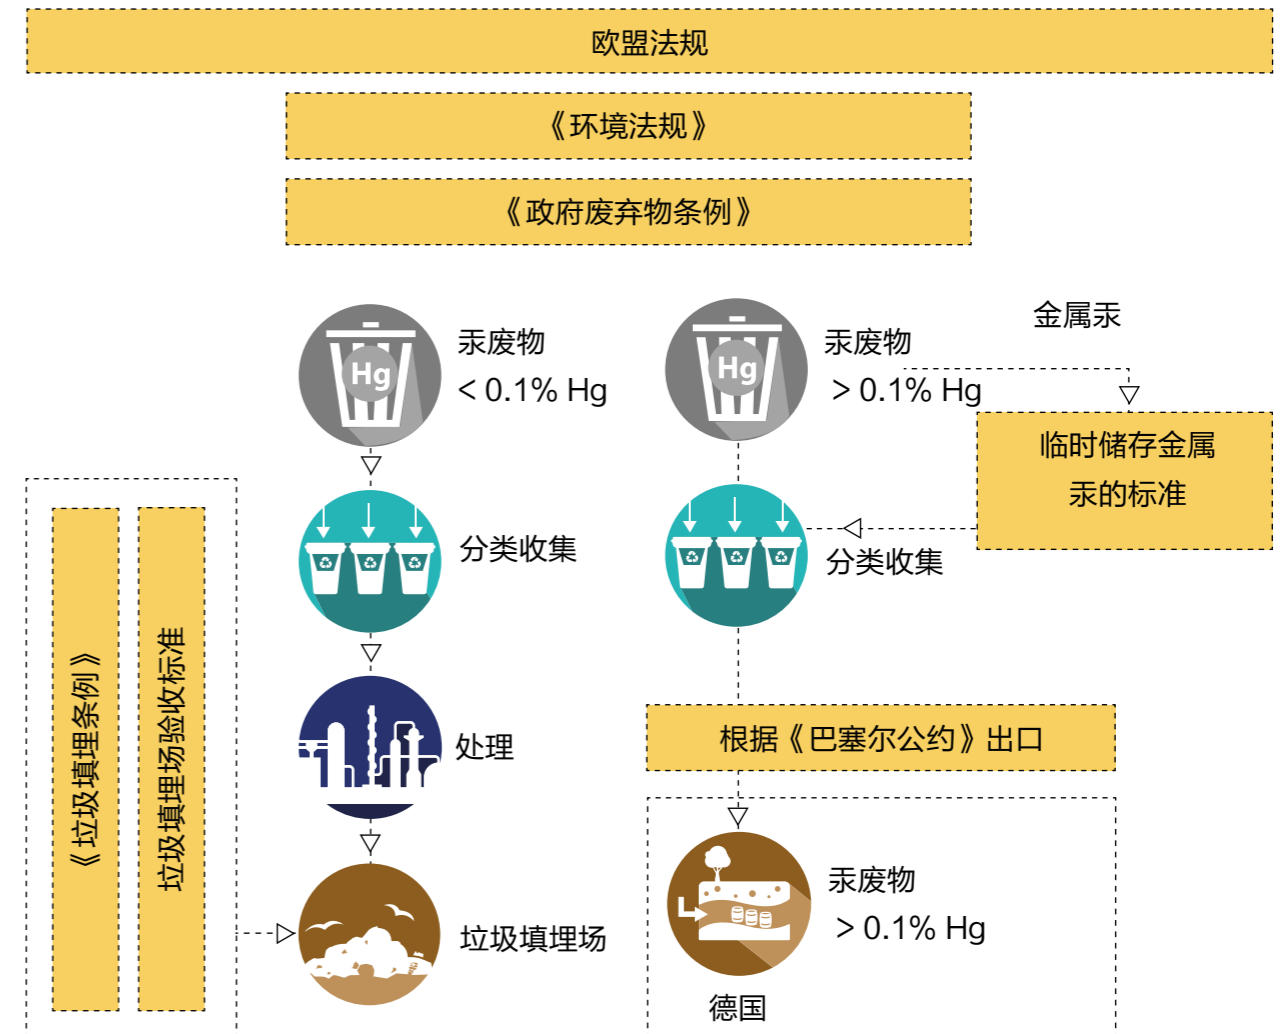 欧盟法规
《环境法规》
《政府废弃物条例》
汞废物
< 0.1% Hg
Hg
汞废物
> 0.1% Hg
Hg
金属汞
临时储存金属
汞的标准
分类收集
分类收集
《垃圾填埋条例》
垃圾填埋场验收标准
处理
根据《巴塞尔公约》出口
垃圾填埋场
汞废物
> 0.1% Hg
德国